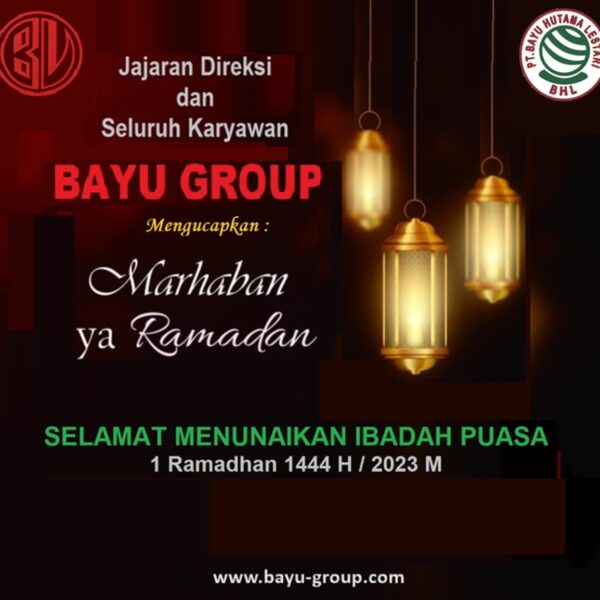 BV
PT.BAYU HUTAMA LESTARI
BHL
Jajaran Direksi
dan
Seluruh Karyawan
BAYU GROUP
Mengucapkan :
Marhaban
ya Ramadan
SELAMAT MENUNAIKAN IBADAH PUASA
1 Ramadhan 1444 H / 2023 M
www.bayu-group.com